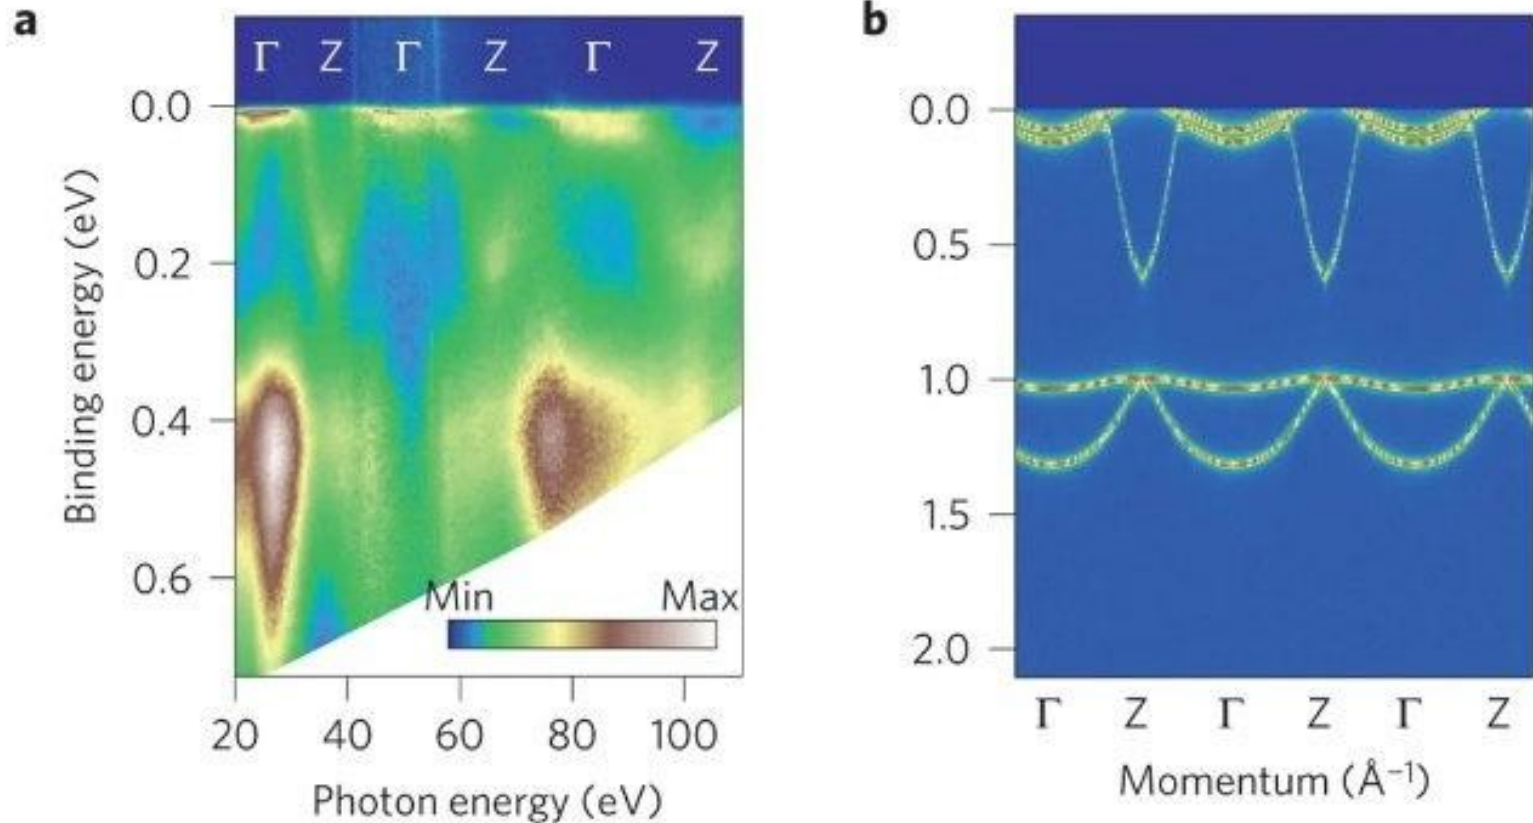 a
Γ Z Γ Z Γ Z
0.0
0.2
0.4
0.6
Binding energy (eV)
Min Max
20 40 60 80 100
Photon energy (eV)
b
0.0
0.5
1.0
1.5
2.0
Γ Z Γ Z Γ Z
Momentum (Å⁻¹)